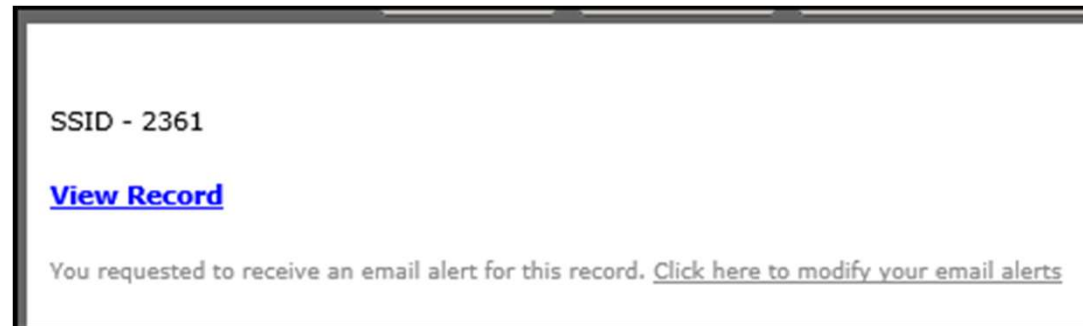 SSID - 2361
View Record
You requested to receive an email alert for this record. Click here to modify your email alerts